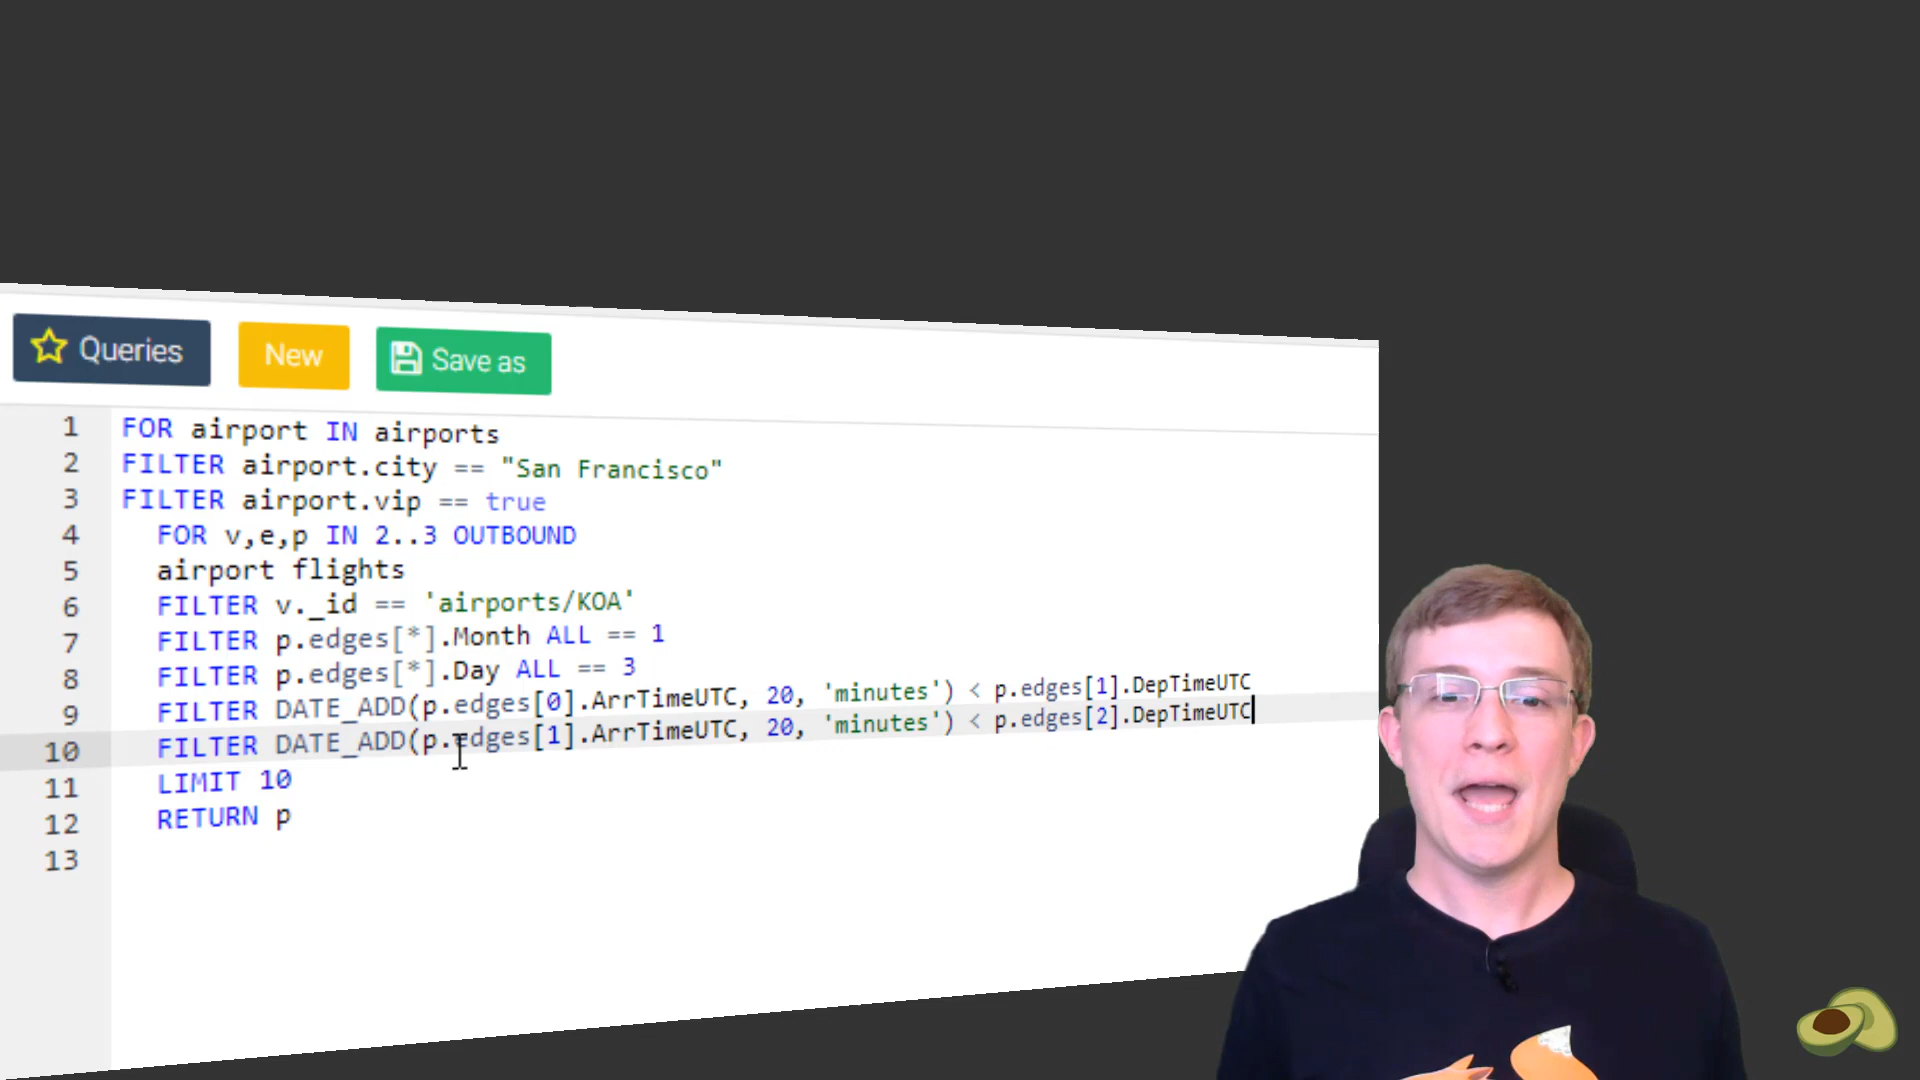 Queries
New
Save as
1 FOR airport IN airports
2 FILTER airport.city == "San Francisco"
3 FILTER airport.vip == true
4 FOR v,e,p IN 2..3 OUTBOUND
5 airport flights
6 FILTER v._id == 'airports/KOA'
7 FILTER p.edges[*].Month ALL == 1
8 FILTER p.edges[*].Day ALL == 3
9 FILTER DATE_ADD(p.edges[0].ArrTimeUTC, 20, 'minutes') < p.edges[1].DepTimeUTC
10 FILTER DATE_ADD(p.edges[1].ArrTimeUTC, 20, 'minutes') < p.edges[2].DepTimeUTC
11 LIMIT 10
12 RETURN p
13